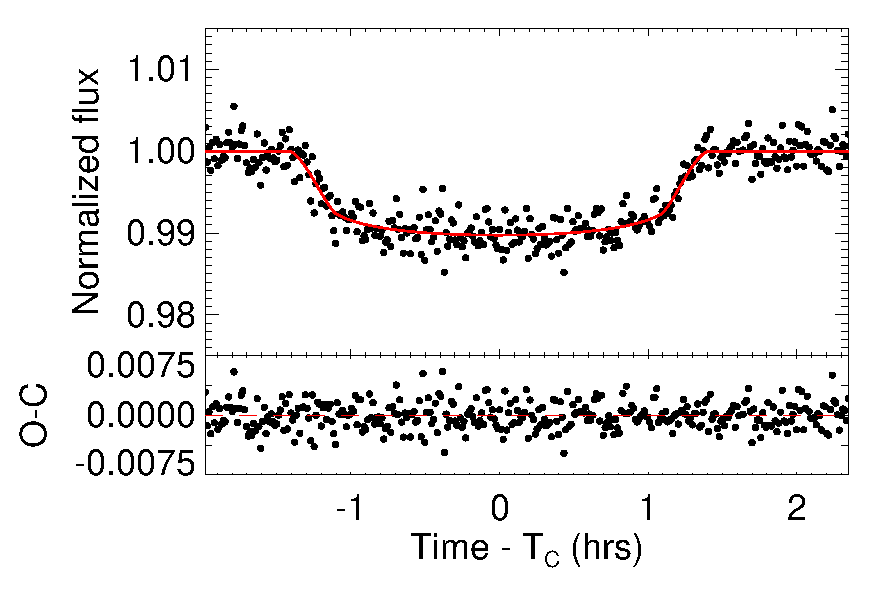 Normalized flux
1.01
1.00
0.99
0.98
O-C
0.0075
0.0000
-0.0075
-1 0 1 2
Time - TC (hrs)